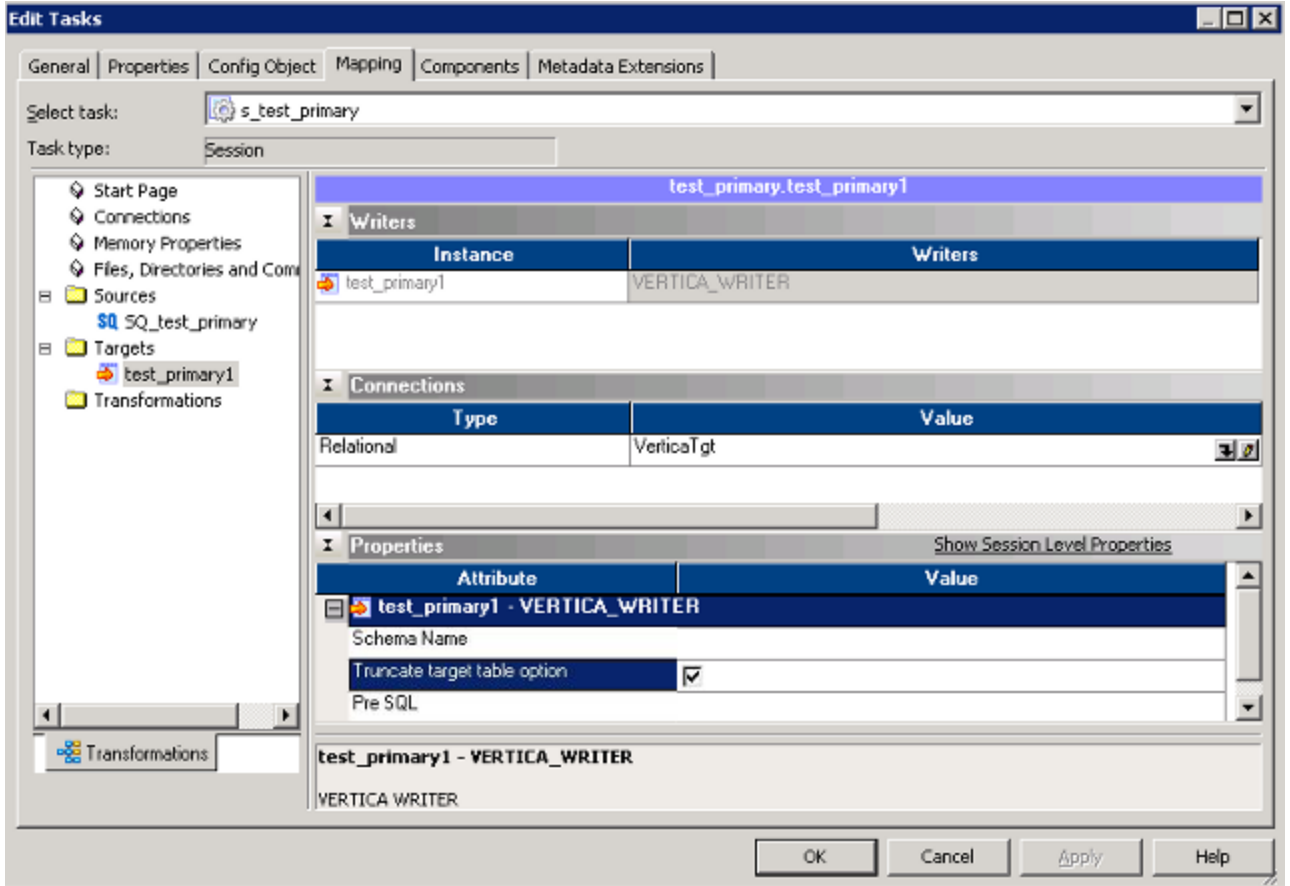 Edit Tasks
General Properties Config Object Mapping Components Metadata Extensions
Select task: s_test_primary
Task type: Session
Start Page
Connections
Memory Properties
Files, Directories and Com
Sources
SQ SQ_test_primary
Targets
test_primary1
Transformations
Transformations
test_primary.test_primary1
Writers
Instance Writers
test_primary1 VERTICA_WRITER
Connections
Type Value
Relational VerticaTgt
Properties Show Session Level Properties
Attribute Value
test_primary1 - VERTICA_WRITER
Schema Name
Truncate target table option
Pre SQL
test_primary1 - VERTICA_WRITER
VERTICA WRITER
OK Cancel Apply Help